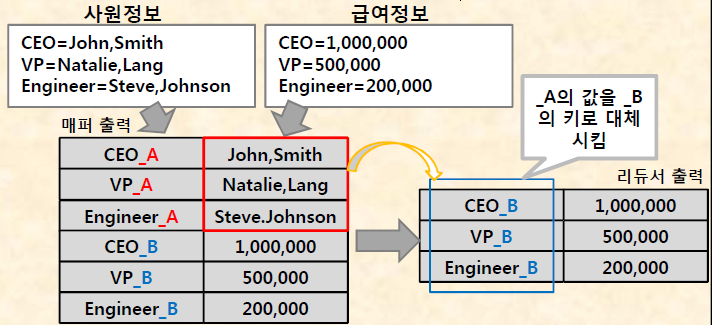 사원정보
CEO=John,Smith
VP=Natalie,Lang
Engineer=Steve,Johnson
급여정보
CEO=1,000,000
VP=500,000
Engineer=200,000
_A의 값을 _B
의 키로 대체
시킴
매퍼 출력
CEO_A John,Smith
VP_A Natalie,Lang
Engineer_A Steve.Johnson
CEO_B 1,000,000
VP_B 500,000
Engineer_B 200,000
리듀서 출력
CEO_B 1,000,000
VP_B 500,000
Engineer_B 200,000